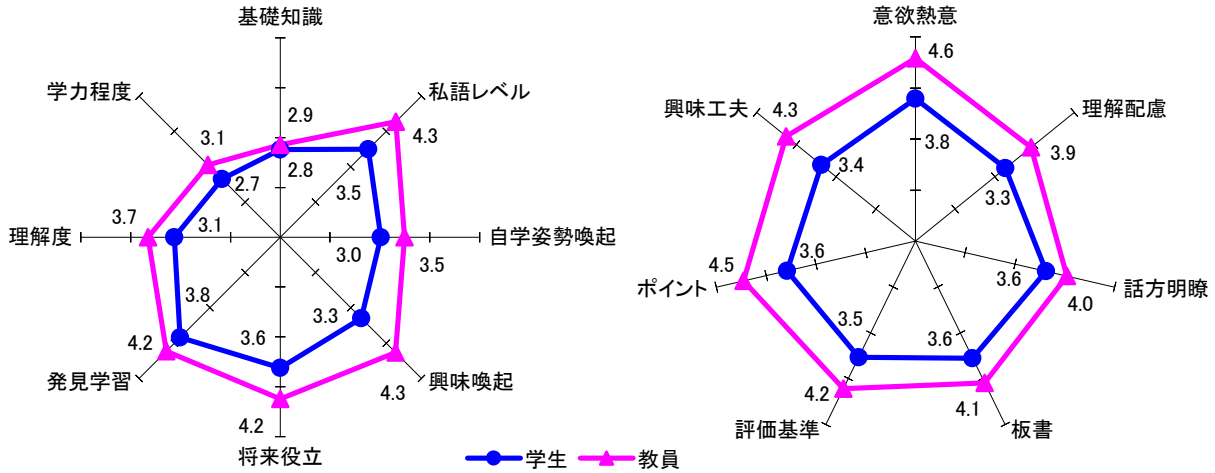 基礎知識
学力程度
私語レベル
2.9
3.1
4.3
2.8
2.7
3.5
理解度
3.7
3.1
3.0
自学姿勢喚起
3.5
3.8
3.3
3.6
4.2
発見学習
興味喚起
4.3
4.2
将来役立
意欲熱意
4.6
興味工夫
4.3
理解配慮
3.8
3.9
3.4
3.3
ポイント
4.5
3.6
3.6
話方明瞭
4.0
3.5
3.6
4.2
4.1
評価基準
板書
学生
教員